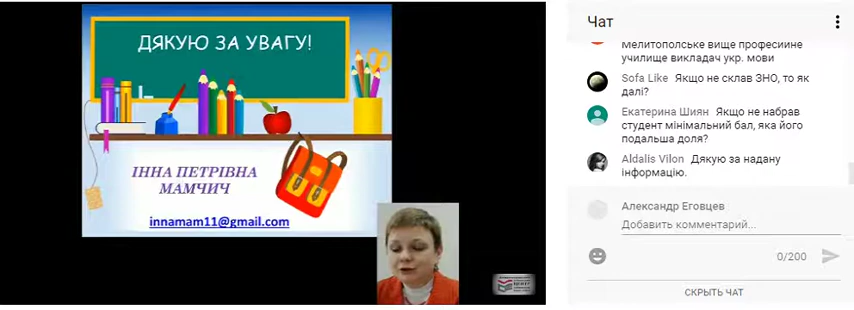 ДЯКУЮ ЗА УВАГУ!
ІННА ПЕТРІВНА
МАМЧИЧ
innamam11@gmail.com
Чат
Мелитопольське вище професійне
училище викладач укр. мови
Sofa Like Якщо не склав ЗНО, то як
далі?
Екатерина Шиян Якщо не набрав
студент мінімальний бал, яка його
подальша доля?
Aldalis Vilon Дякую за надану
інформацію.
Александр Еговцев
Добавить комментарий...
0/200
СКРЫТЬ ЧАТ